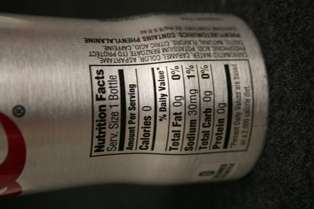 CARBONATED WATER, CARAMEL COLOR, ASPARTAME,
PHOSPHORIC ACID, POTASSIUM BENZOATE (TO PROTECT
TASTE), NATURAL FLAVORS, CITRIC ACID, CAFFEINE.
PHENYLKETONURICS: CONTAINS PHENYLALANINE.
Nutrition Facts
Serv. Size 1 Bottle
Amount Per Serving
Calories 0
% Daily Value*
Total Fat 0g 0%
Sodium 30mg 1%
Total Carb 0g 0%
Protein 0g
*Percent Daily Values are based
on a 2,000 calorie diet.
®